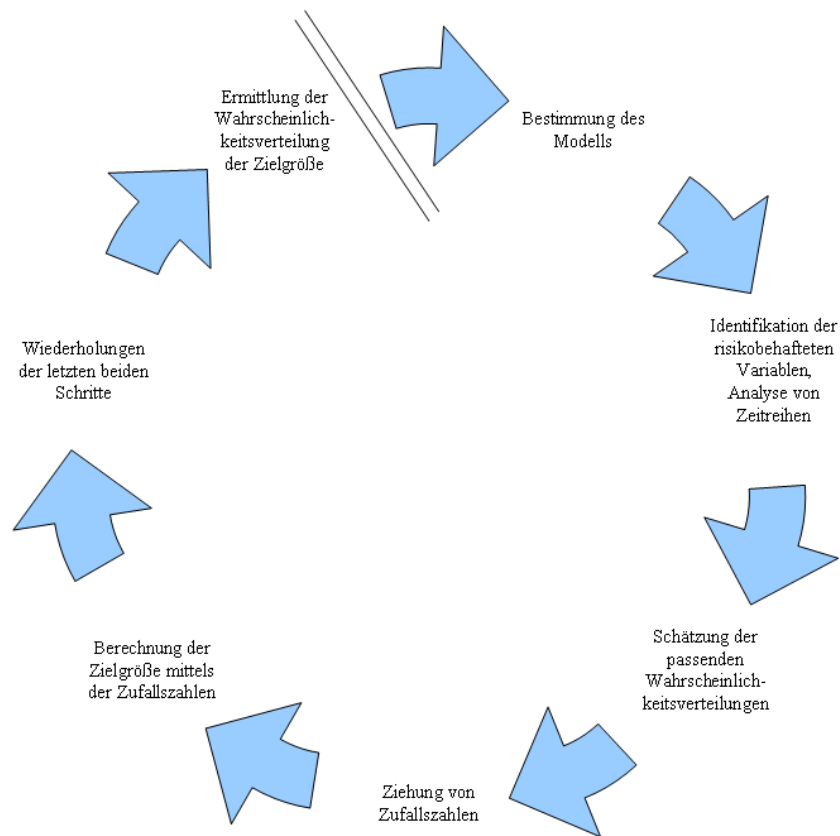 Ermittlung der
Wahrscheinlich-
keitsverteilung
der Zielgröße
Bestimmung des
Modells
Identifikation der
risikobehafteten
Variablen,
Analyse von
Zeitreihen
Schätzung der
passenden
Wahrscheinlich-
keitsverteilungen
Ziehung von
Zufallszahlen
Berechnung der
Zielgröße mittels
der Zufallszahlen
Wiederholungen
der letzten beiden
Schritte